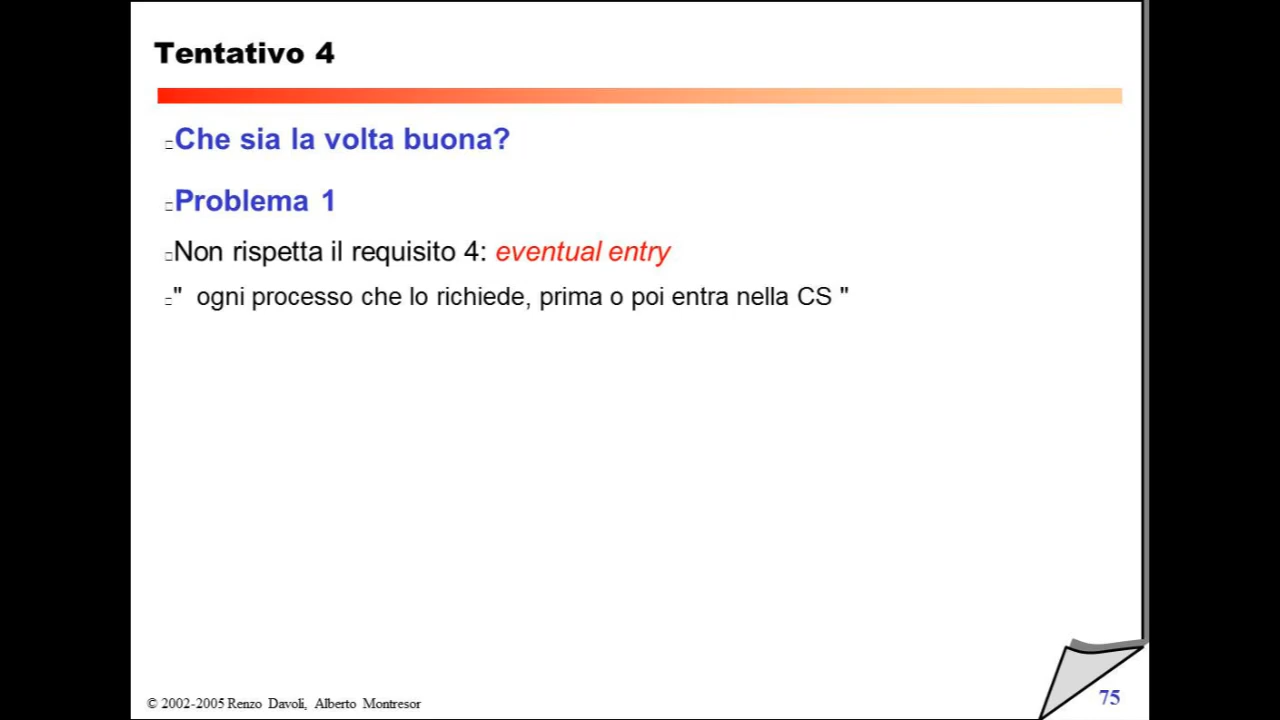 Tentativo 4
Che sia la volta buona?
Problema 1
Non rispetta il requisito 4: eventual entry
" ogni processo che lo richiede, prima o poi entra nella CS "
© 2002-2005 Renzo Davoli, Alberto Montresor
75